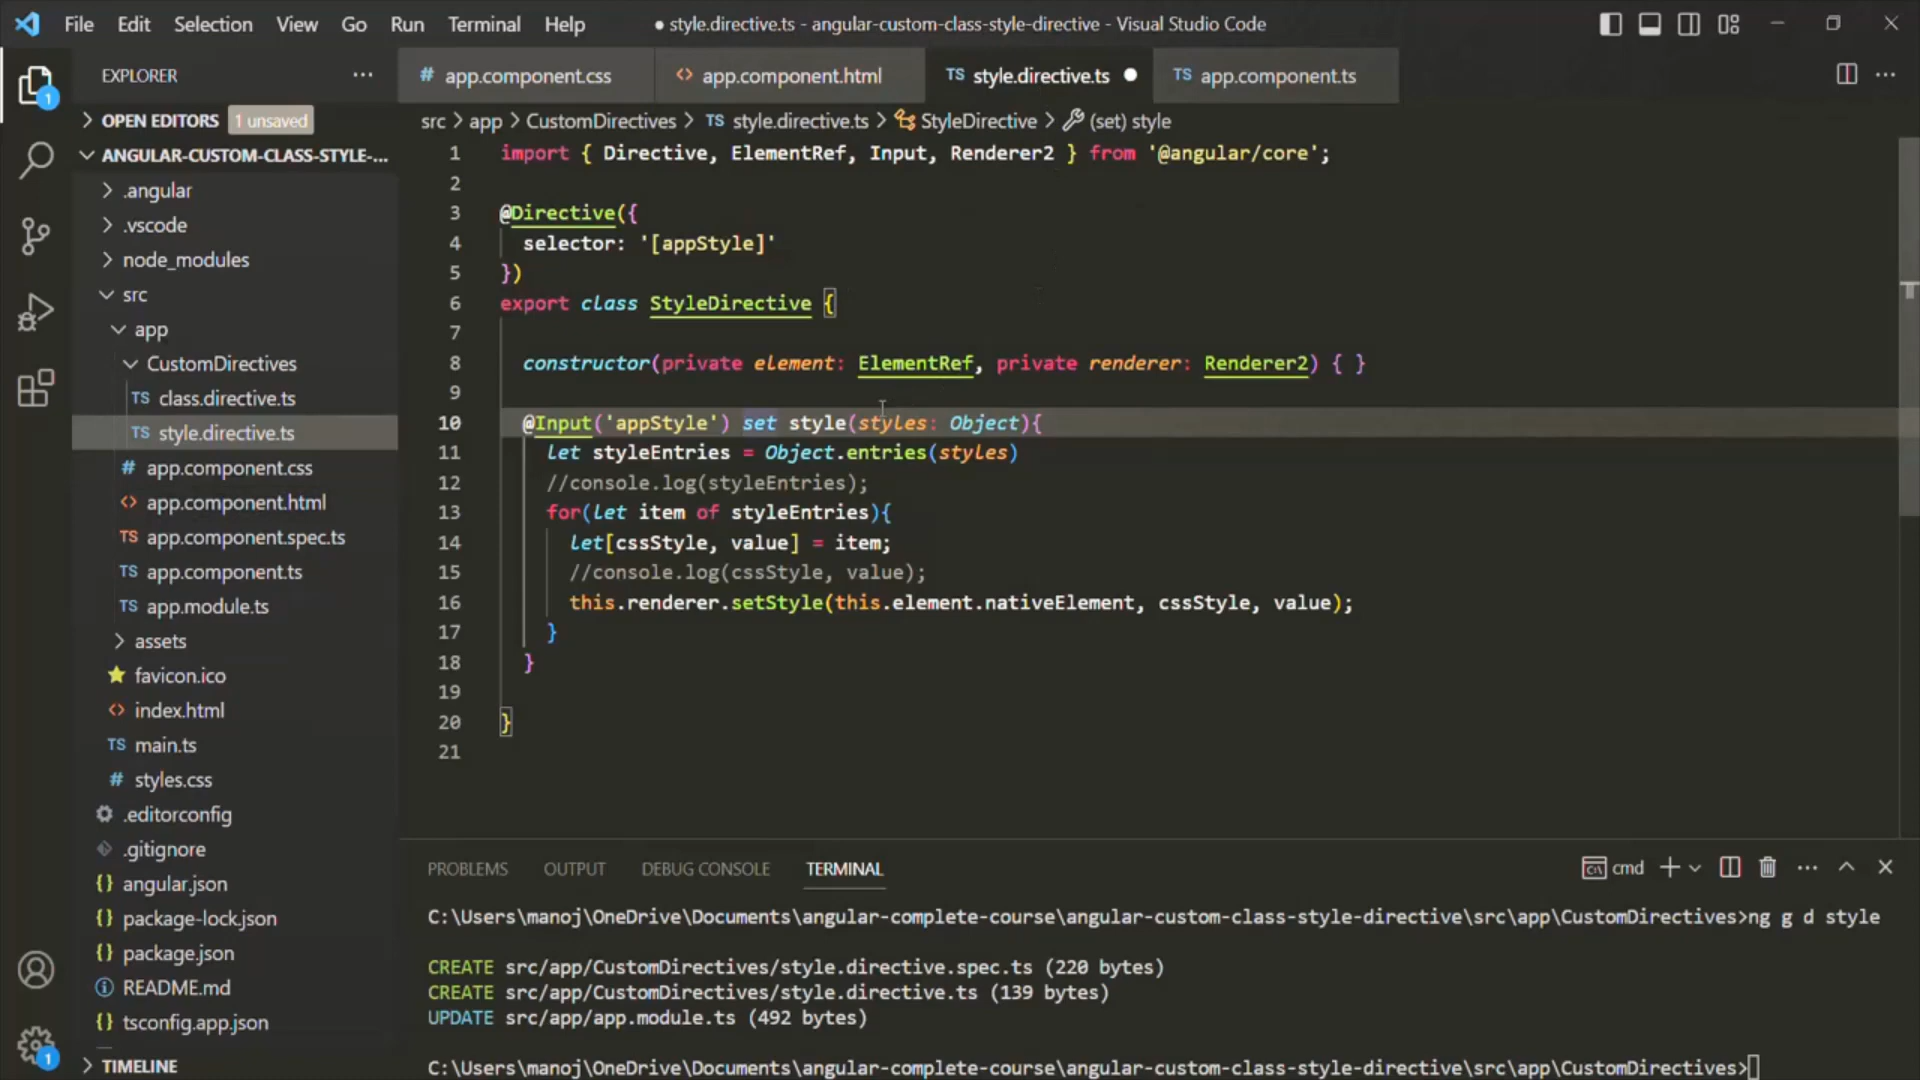 File Edit Selection View Go Run Terminal Help
● style.directive.ts - angular-custom-class-style-directive - Visual Studio Code
EXPLORER
# app.component.css
<> app.component.html
TS style.directive.ts
TS app.component.ts
1
OPEN EDITORS 1 unsaved
src > app > CustomDirectives > TS style.directive.ts > StyleDirective > (set) style
ANGULAR-CUSTOM-CLASS-STYLE-...
.angular
.vscode
node_modules
src
app
CustomDirectives
TS class.directive.ts
TS style.directive.ts
# app.component.css
<> app.component.html
TS app.component.spec.ts
TS app.component.ts
TS app.module.ts
assets
favicon.ico
<> index.html
TS main.ts
# styles.css
.editorconfig
.gitignore
{} angular.json
{} package-lock.json
{} package.json
README.md
{} tsconfig.app.json
TIMELINE
1
1 import { Directive, ElementRef, Input, Renderer2 } from '@angular/core';
2
3 @Directive({
4 selector: '[appStyle]'
5 })
6 export class StyleDirective {
7
8 constructor(private element: ElementRef, private renderer: Renderer2) { }
9
10 @Input('appStyle') set style(styles: Object){
11 let styleEntries = Object.entries(styles)
12 //console.log(styleEntries);
13 for(let item of styleEntries){
14 let[cssStyle, value] = item;
15 //console.log(cssStyle, value);
16 this.renderer.setStyle(this.element.nativeElement, cssStyle, value);
17 }
18 }
19
20 }
21
PROBLEMS OUTPUT DEBUG CONSOLE TERMINAL
cmd
C:\Users\manoj\OneDrive\Documents\angular-complete-course\angular-custom-class-style-directive\src\app\CustomDirectives>ng g d style
CREATE src/app/CustomDirectives/style.directive.spec.ts (220 bytes)
CREATE src/app/CustomDirectives/style.directive.ts (139 bytes)
UPDATE src/app/app.module.ts (492 bytes)
C:\Users\manoj\OneDrive\Documents\angular-complete-course\angular-custom-class-style-directive\src\app\CustomDirectives>